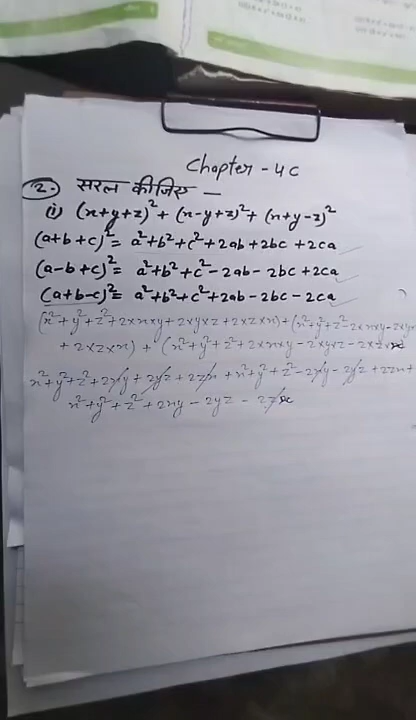 Chapter - 4C
2. सरल कीजिए -
(i) (x+y+z)² + (x-y+z)² + (x+y-z)²
(a+b+c)² = a²+b²+c²+2ab+2bc+2ca
(a-b+c)² = a²+b²+c²-2ab-2bc+2ca
(a+b-c)² = a²+b²+c²+2ab-2bc-2ca
(x²+y²+z²+2×x×y+2×y×z+2×z×x)+(x²+y²+z²-2×x×y-2×y×z
+2×z×x)+(x²+y²+z²+2×x×y-2×y×z-2×z×x
x²+y²+z²+2xy+2yz+2zx+x²+y²+z²-2xy-2yz+2zx+
x²+y²+z²+2xy-2yz-2zx